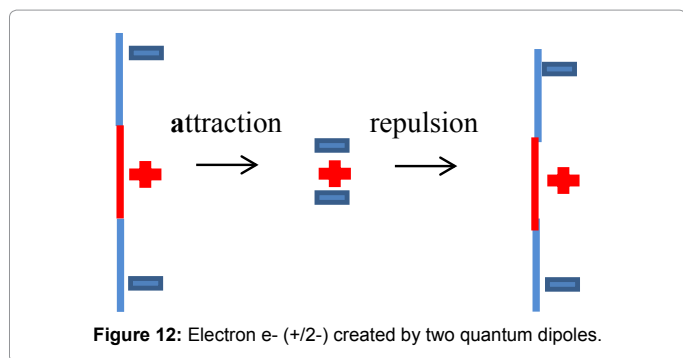 attraction
repulsion
Figure 12: Electron e- (+/2-) created by two quantum dipoles.